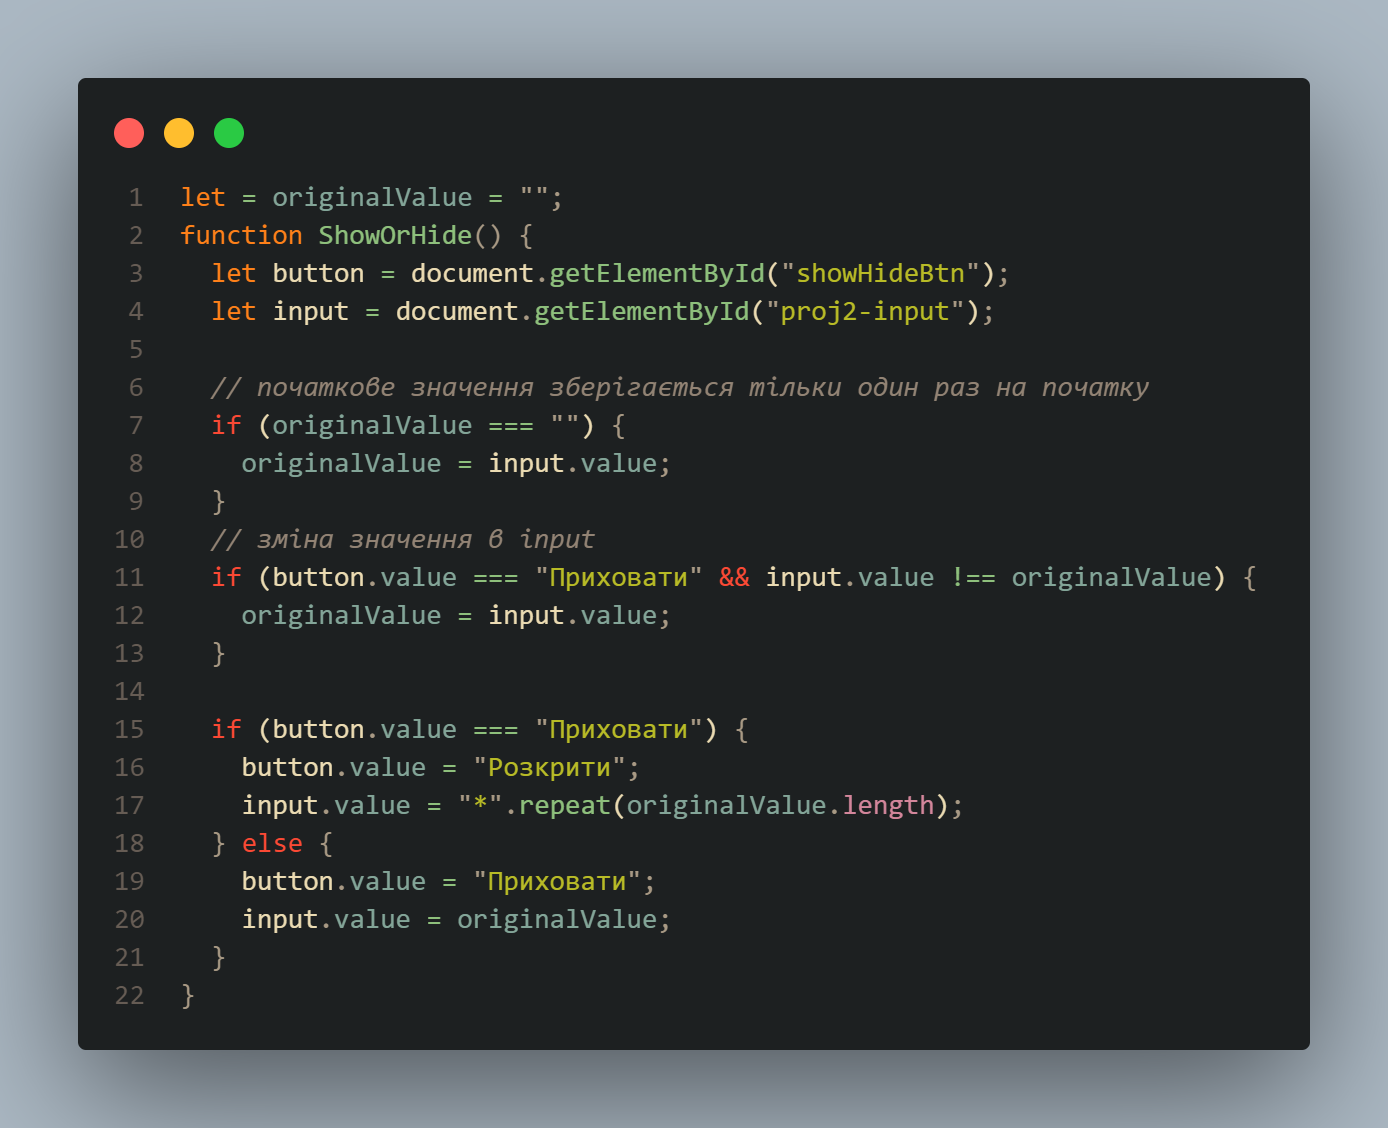 1 let = originalValue = "";
2 function ShowOrHide() {
3 let button = document.getElementById("showHideBtn");
4 let input = document.getElementById("proj2-input");
5
6 // початкове значення зберігається тільки один раз на початку
7 if (originalValue === "") {
8 originalValue = input.value;
9 }
10 // зміна значення в input
11 if (button.value === "Приховати" && input.value !== originalValue) {
12 originalValue = input.value;
13 }
14
15 if (button.value === "Приховати") {
16 button.value = "Розкрити";
17 input.value = "*".repeat(originalValue.length);
18 } else {
19 button.value = "Приховати";
20 input.value = originalValue;
21 }
22 }